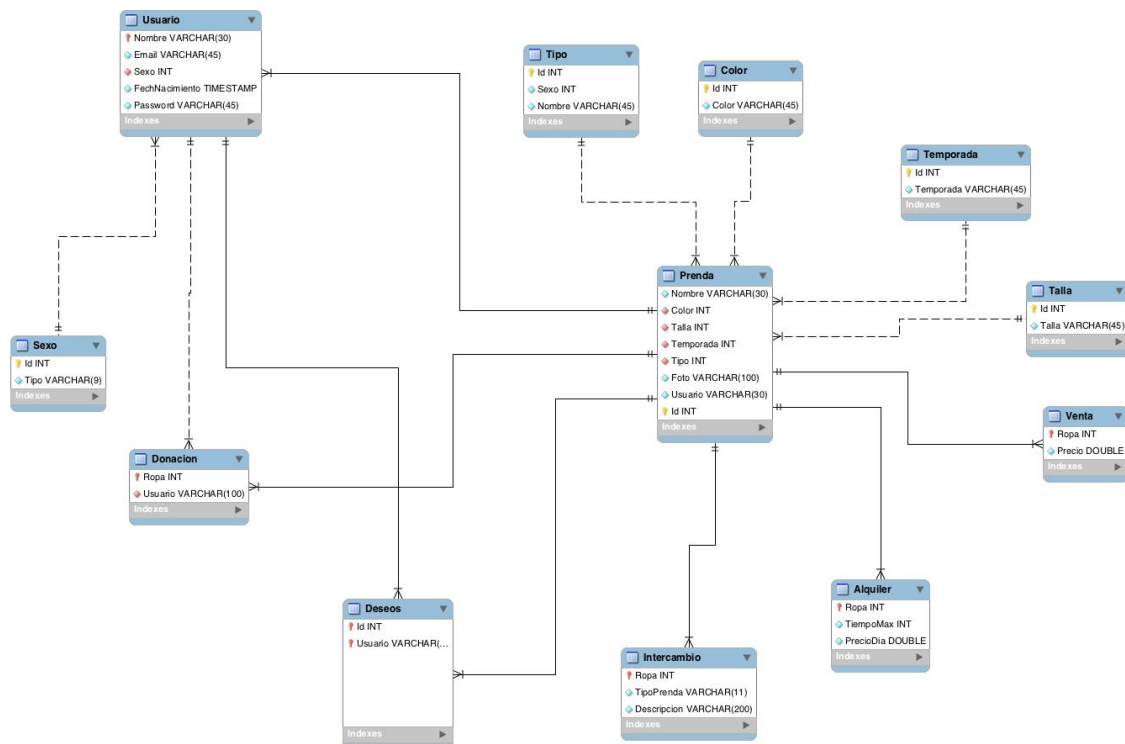 Usuario
Nombre VARCHAR(30)
Email VARCHAR(45)
Sexo INT
FechNacimiento TIMESTAMP
Password VARCHAR(45)
Indexes
Tipo
Id INT
Sexo INT
Nombre VARCHAR(45)
Indexes
Color
Id INT
Color VARCHAR(45)
Indexes
Temporada
Id INT
Temporada VARCHAR(45)
Indexes
Prenda
Nombre VARCHAR(30)
Color INT
Talla INT
Temporada INT
Tipo INT
Foto VARCHAR(100)
Usuario VARCHAR(30)
Id INT
Indexes
Talla
Id INT
Talla VARCHAR(45)
Indexes
Sexo
Id INT
Tipo VARCHAR(9)
Indexes
Venta
Ropa INT
Precio DOUBLE
Indexes
Donacion
Ropa INT
Usuario VARCHAR(100)
Indexes
Deseos
Id INT
Usuario VARCHAR(...
Indexes
Intercambio
Ropa INT
TipoPrenda VARCHAR(11)
Descripcion VARCHAR(200)
Indexes
Alquiler
Ropa INT
TiempoMax INT
PrecioDia DOUBLE
Indexes